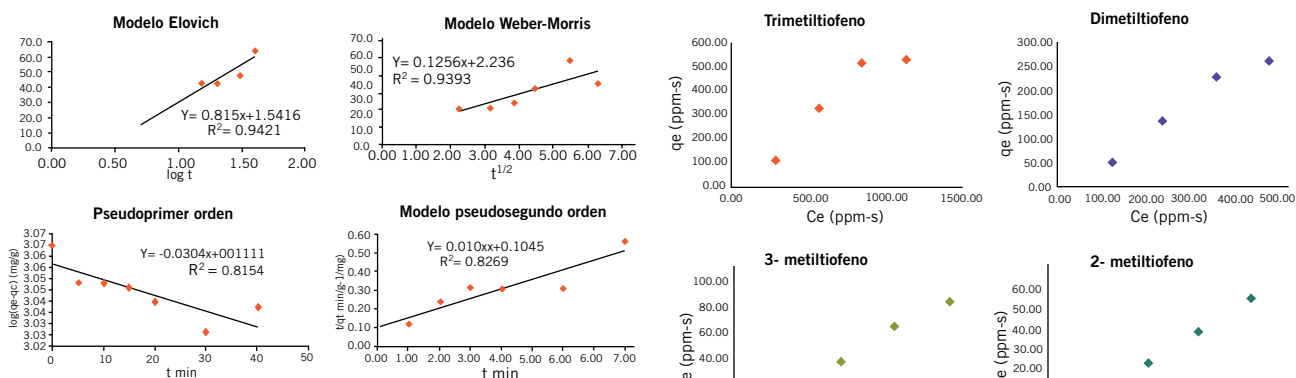 Modelo Elovich
70.0
60.0
50.0
40.0
30.0
20.0
10.0
0.0
Y= 0.815x+1.5416
R2= 0.9421
0.00 0.50 1.00 1.50 2.00
log t
Modelo Weber-Morris
70.0
60.0
50.0
40.0
30.0
20.0
10.0
0.0
Y= 0.1256x+2.236
R2 = 0.9393
0.00 1.00 2.00 3.00 4.00 5.00 6.00 7.00
t1/2
Trimetiltiofeno
qe (ppm-s)
600.00
500.00
400.00
300.00
200.00
100.00
0.00
0.00 500.00 1000.00 1500.00
Ce (ppm-s)
Dimetiltiofeno
qe (ppm-s)
300.00
250.00
200.00
150.00
100.00
50.00
0.00
0.00 100.00 200.00 300.00 400.00 500.00
Ce (ppm-s)
Pseudoprimer orden
log(qe-qc) (mg/g)
3.07
3.07
3.06
3.06
3.05
3.05
3.04
3.04
3.03
3.03
3.02
Y= -0.0304x+001111
R2 = 0.8154
0 10 20 30 40 50
t min
Modelo pseudosegundo orden
t/qt min/g-1/mg)
0.60
0.50
0.40
0.30
0.20
0.10
0.00
Y= 0.010xx+0.1045
R2= 0.8269
0.00 1.00 2.00 3.00 4.00 5.00 6.00 7.00
t min
3- metiltiofeno
e (ppm-s)
100.00
80.00
60.00
40.00
2- metiltiofeno
e (ppm-s)
60.00
50.00
40.00
30.00
20.00